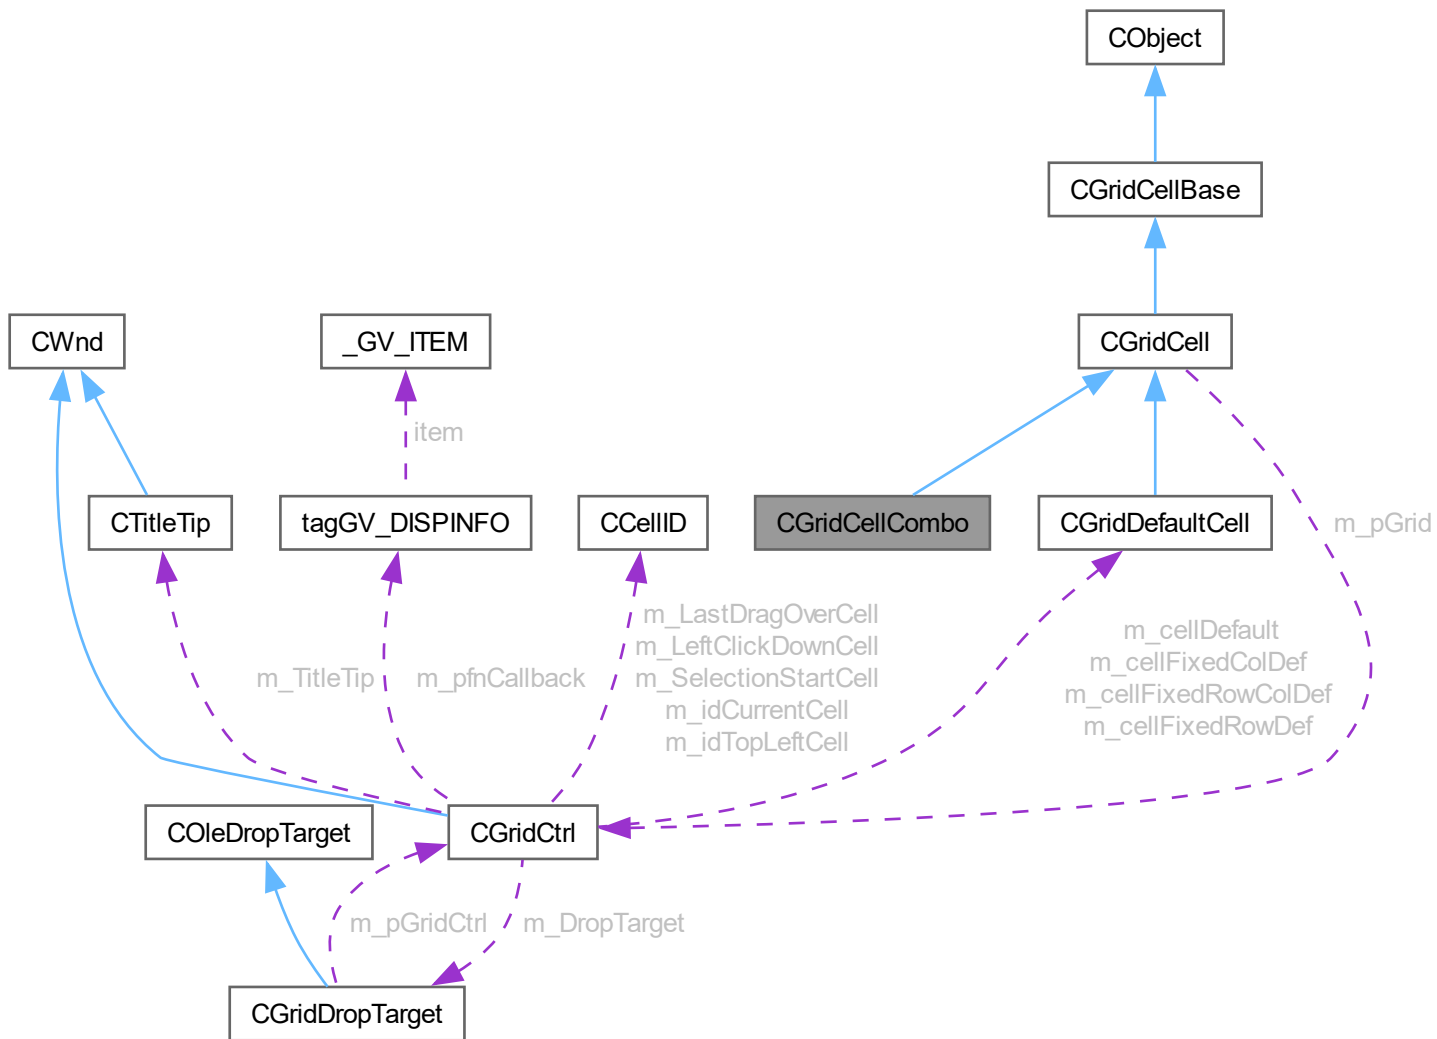 CObject
CGridCellBase
CWnd
_GV_ITEM
CGridCell
item
CTitleTip
tagGV_DISPINFO
CCellID
CGridCellCombo
CGridDefaultCell
m_pGrid
m_TitleTip
m_pfnCallback
m_LastDragOverCell
m_LeftClickDownCell
m_SelectionStartCell
m_idCurrentCell
m_idTopLeftCell
m_cellDefault
m_cellFixedColDef
m_cellFixedRowColDef
m_cellFixedRowDef
COleDropTarget
CGridCtrl
m_pGridCtrl
m_DropTarget
CGridDropTarget